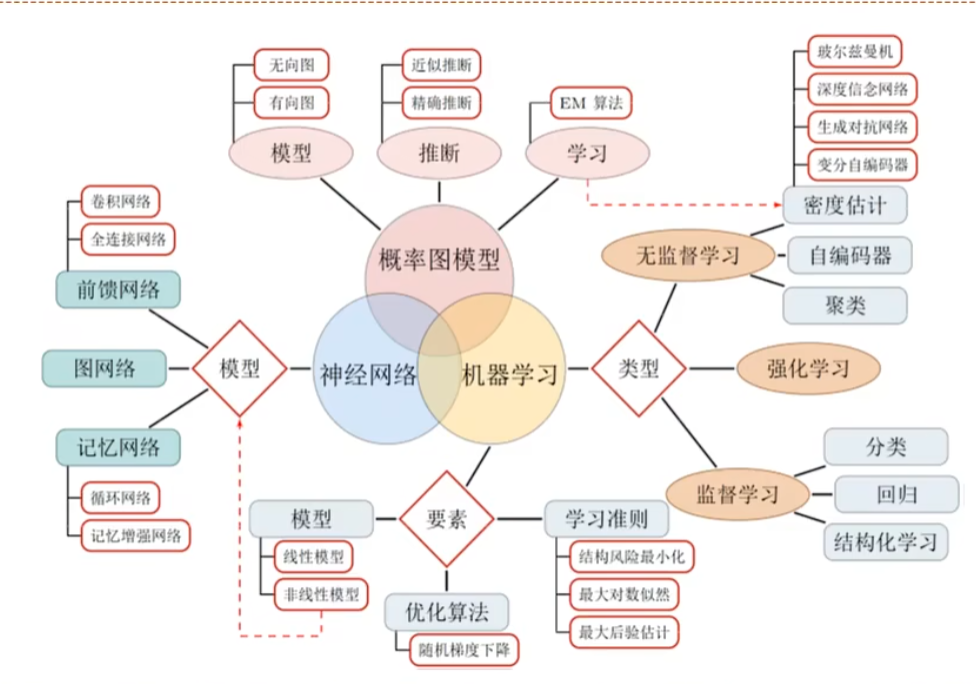 无向图
有向图
模型
近似推断
精确推断
推断
EM 算法
学习
玻尔兹曼机
深度信念网络
生成对抗网络
变分自编码器
密度估计
自编码器
聚类
无监督学习
概率图模型
神经网络
机器学习
卷积网络
全连接网络
前馈网络
图网络
记忆网络
循环网络
记忆增强网络
模型
类型
强化学习
监督学习
分类
回归
结构化学习
要素
模型
线性模型
非线性模型
优化算法
随机梯度下降
学习准则
结构风险最小化
最大对数似然
最大后验估计